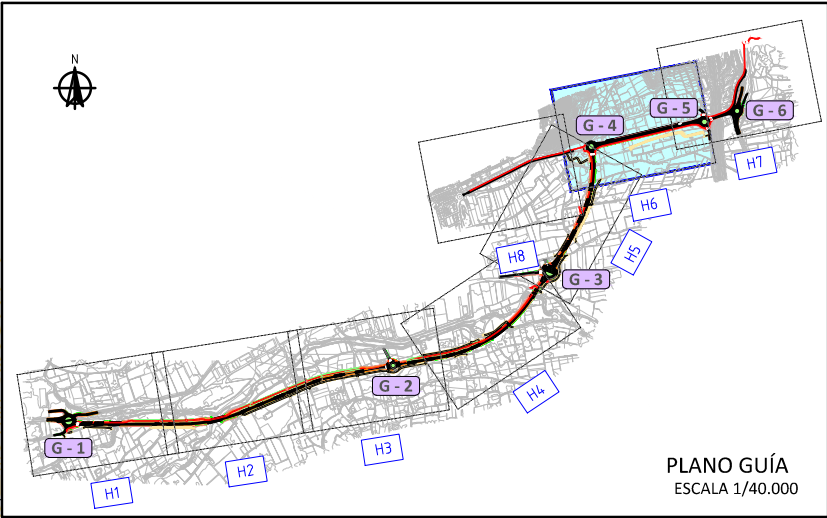 N
G - 5
G - 6
G - 4
H7
H6
H5
H8
G - 3
G - 2
H4
G - 1
H3
H2
H1
PLANO GUÍA
ESCALA 1/40.000